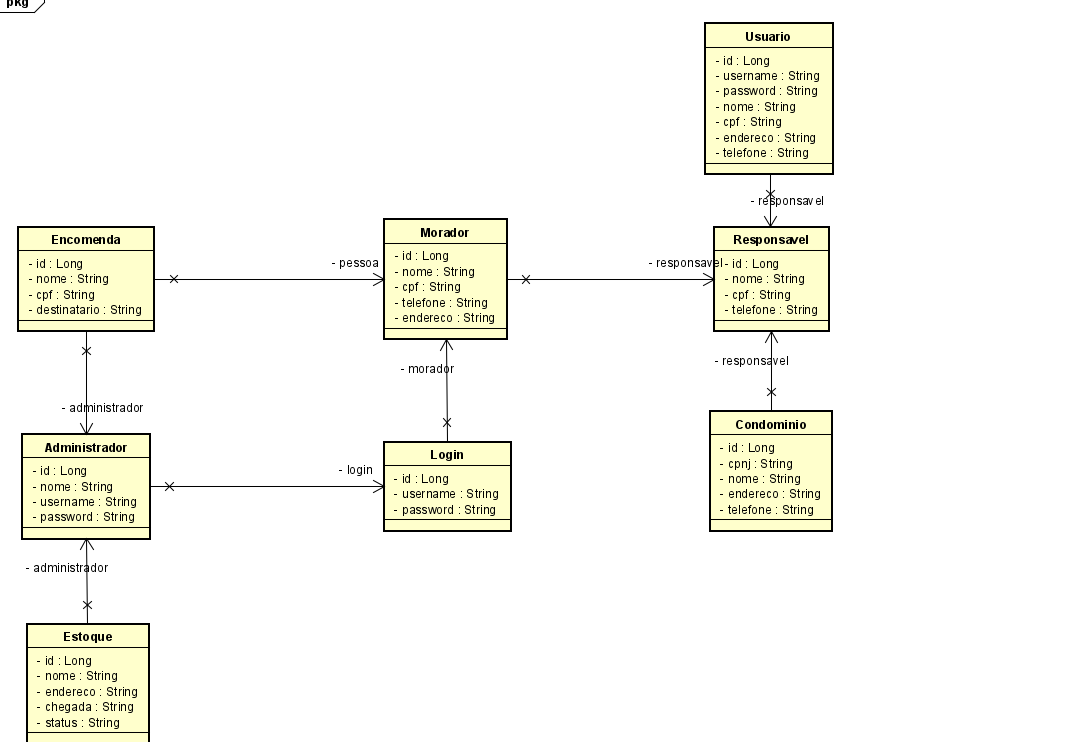 pkg
Usuario
- id : Long
- username : String
- password : String
- nome : String
- cpf : String
- endereco : String
- telefone : String
- responsavel
Encomenda
- id : Long
- nome : String
- cpf : String
- destinatario : String
- pessoa
Morador
- id : Long
- nome : String
- cpf : String
- telefone : String
- endereco : String
- responsavel
Responsavel
- id : Long
- nome : String
- cpf : String
- telefone : String
- administrador
- morador
- responsavel
Administrador
- id : Long
- nome : String
- username : String
- password : String
- login
Login
- id : Long
- username : String
- password : String
Condominio
- id : Long
- cpnj : String
- nome : String
- endereco : String
- telefone : String
- administrador
Estoque
- id : Long
- nome : String
- endereco : String
- chegada : String
- status : String